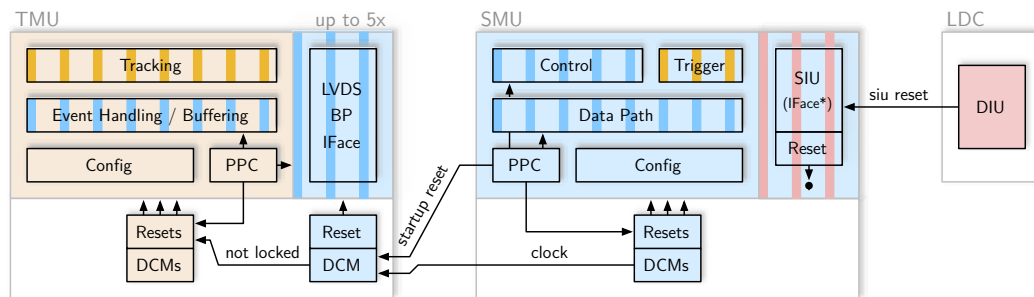 TMU
up to 5x
SMU
LDC
Tracking
Event Handling / Buffering
Config
PPC
LVDS
BP
IFace
Control
Trigger
Data Path
PPC
Config
SIU
(IFace*)
Reset
siu reset
DIU
startup reset
Resets
DCMs
not locked
Reset
DCM
clock
Resets
DCMs